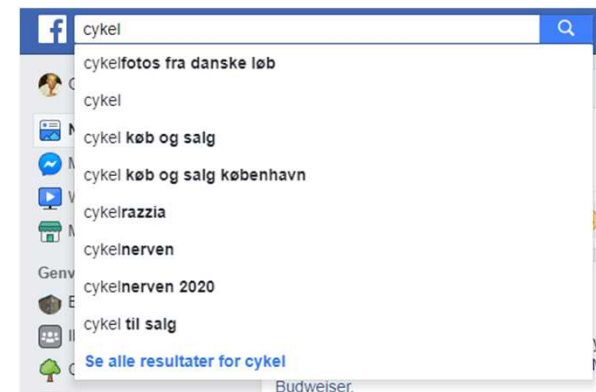 f
cykel
cykelfotos fra danske løb
cykel
cykel køb og salg
cykel køb og salg københavn
cykelrazzia
cykelnerven
cykelnerven 2020
cykel til salg
Se alle resultater for cykel
Genv
Budweiser.